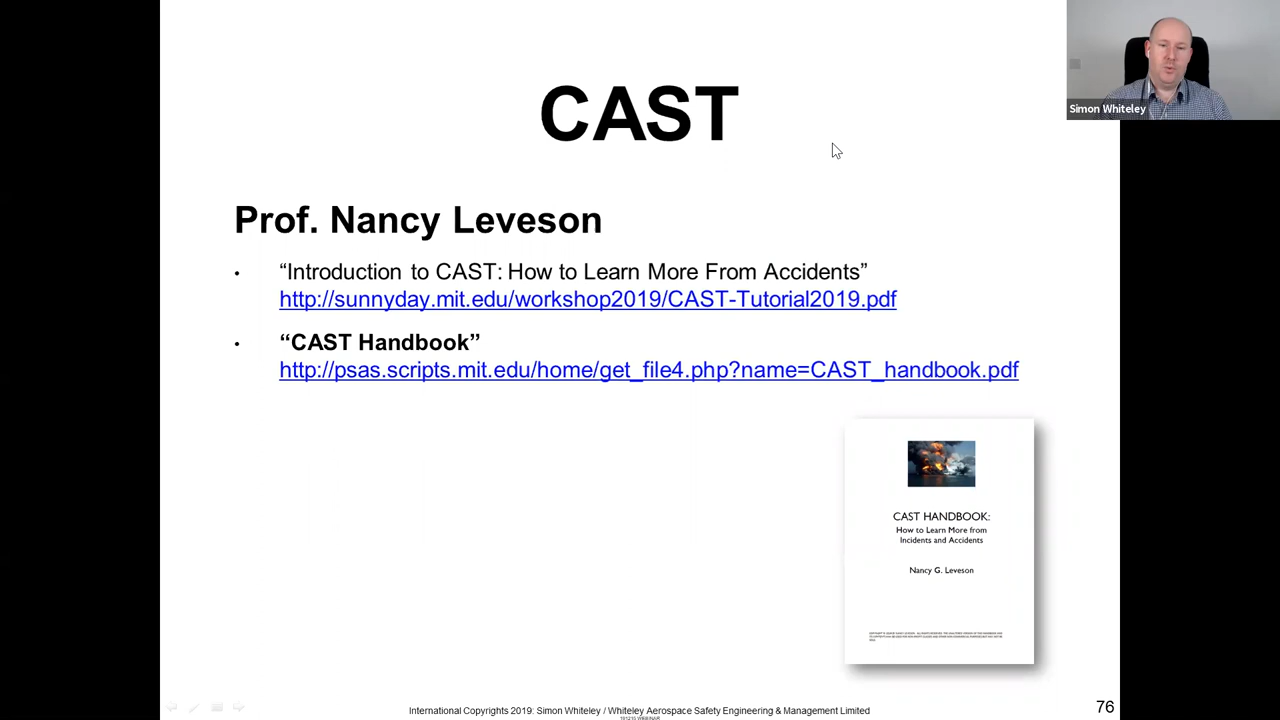 CAST
Simon Whiteley
Prof. Nancy Leveson
• “Introduction to CAST: How to Learn More From Accidents”
http://sunnyday.mit.edu/workshop2019/CAST-Tutorial2019.pdf
• “CAST Handbook”
http://psas.scripts.mit.edu/home/get_file4.php?name=CAST_handbook.pdf
CAST HANDBOOK:
How to Learn More from
Incidents and Accidents
Nancy G. Leveson
International Copyrights 2019: Simon Whiteley / Whiteley Aerospace Safety Engineering & Management Limited
191215 WEBINAR
76